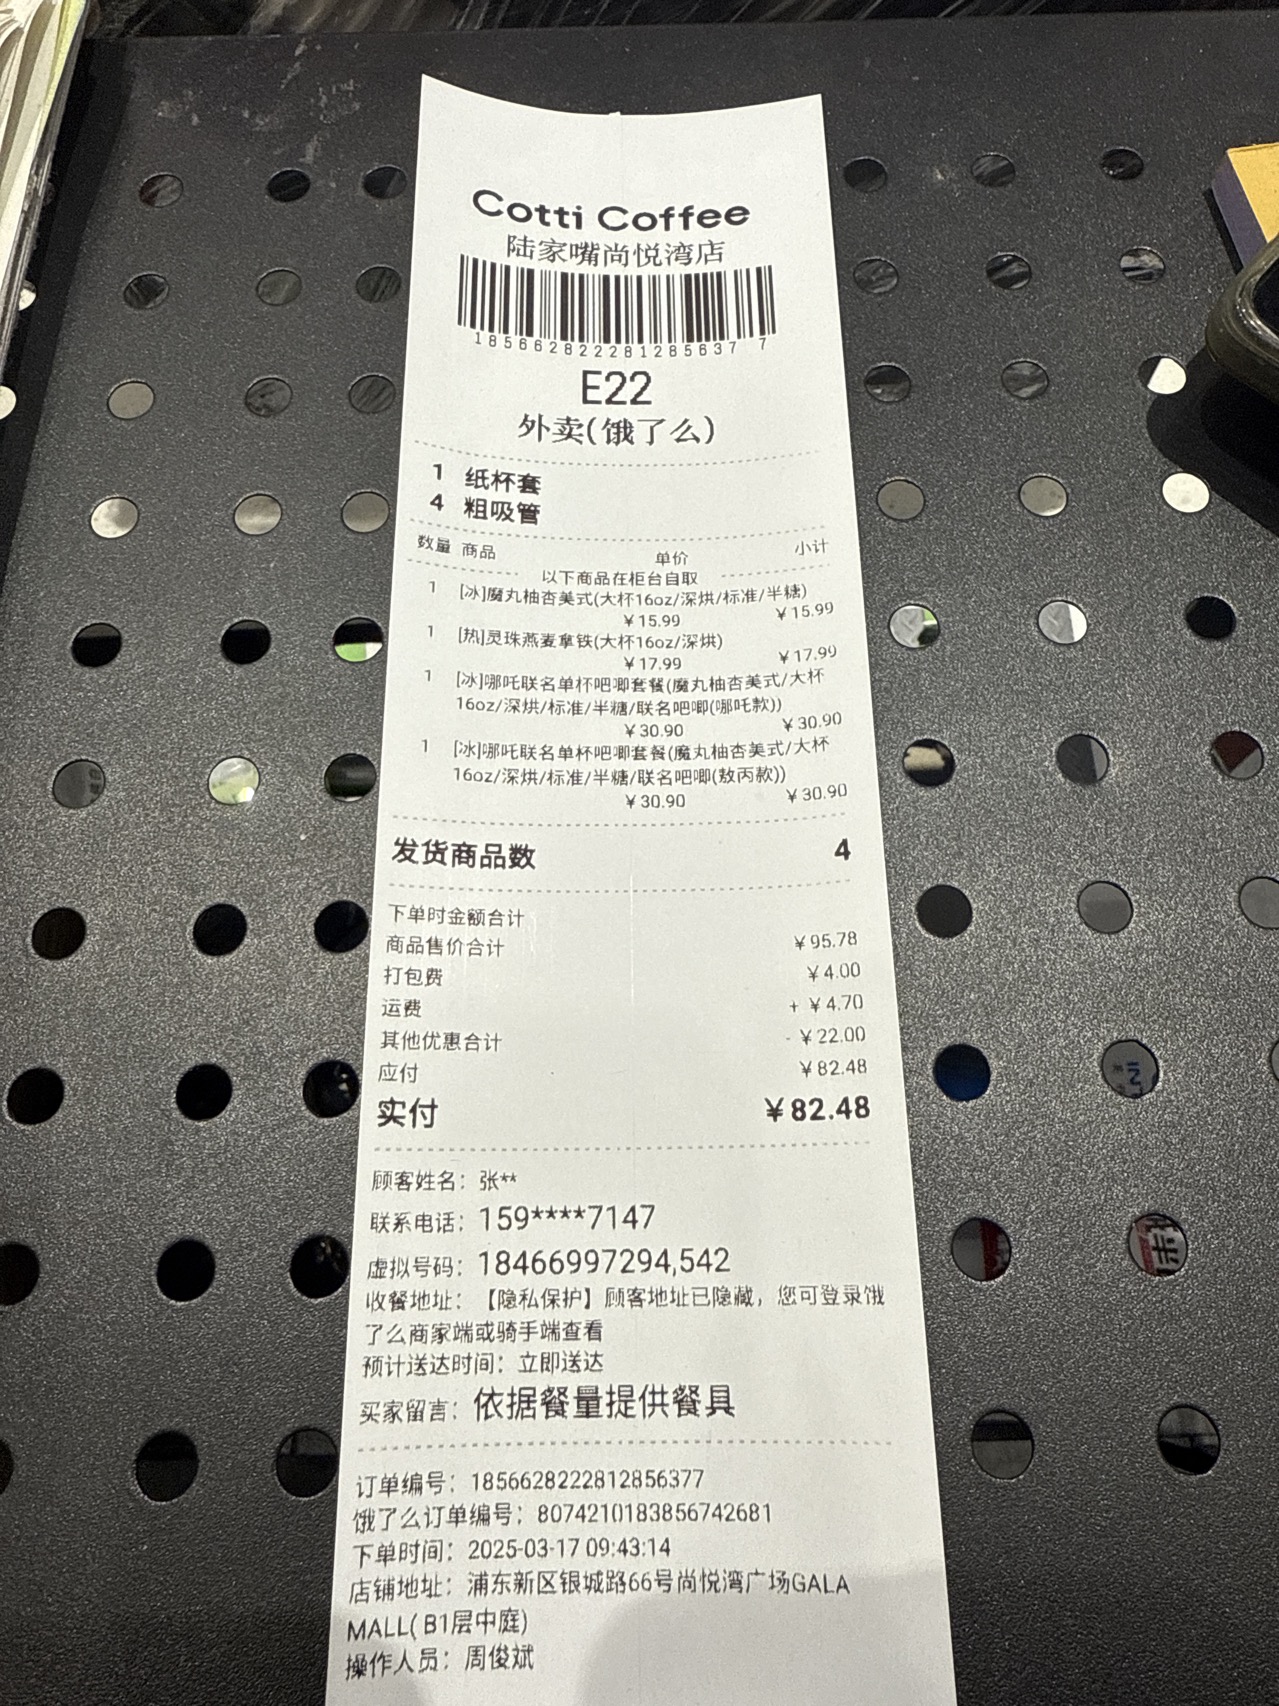 Cotti Coffee
陆家嘴尚悦湾店
185662822281285637 7
E22
外卖(饿了么)
1 纸杯套
4 粗吸管
数量 商品 单价 小计
以下商品在柜台自取
1 [冰]魔丸柚杏美式(大杯16oz/深烘/标准/半糖)
￥15.99 ￥15.99
1 [热]灵珠燕麦拿铁(大杯16oz/深烘)
￥17.99 ￥17.99
1 [冰]哪吒联名单杯吧唧套餐(魔丸柚杏美式/大杯
16oz/深烘/标准/半糖/联名吧唧(哪吒款))
￥30.90 ￥30.90
1 [冰]哪吒联名单杯吧唧套餐(魔丸柚杏美式/大杯
16oz/深烘/标准/半糖/联名吧唧(敖丙款))
￥30.90 ￥30.90
发货商品数 4
下单时金额合计
商品售价合计 ￥95.78
打包费 ￥4.00
运费 + ￥4.70
其他优惠合计 - ￥22.00
应付 ￥82.48
实付 ￥82.48
顾客姓名：张**
联系电话：159****7147
虚拟号码：18466997294,542
收餐地址：【隐私保护】顾客地址已隐藏，您可登录饿
了么商家端或骑手端查看
预计送达时间：立即送达
买家留言：依据餐量提供餐具
订单编号：1856628222812856377
饿了么订单编号：8074210183856742681
下单时间：2025-03-17 09:43:14
店铺地址：浦东新区银城路66号尚悦湾广场GALA
MALL( B1层中庭)
操作人员：周俊斌